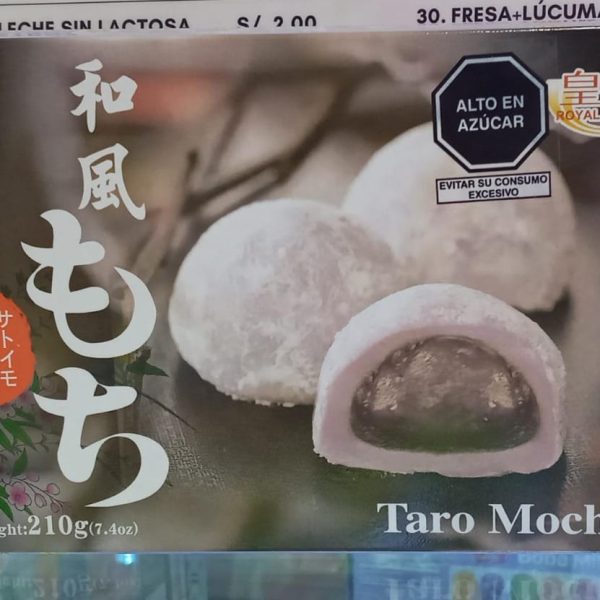 LECHE SIN LACTOSA S/. 2.00
30. FRESA+LÚCUMA
和風もち
サトイモ
ALTO EN
AZÚCAR
EVITAR SU CONSUMO
EXCESIVO
皇
ROYAL
Taro Moch
ght:210g(7.4oz)